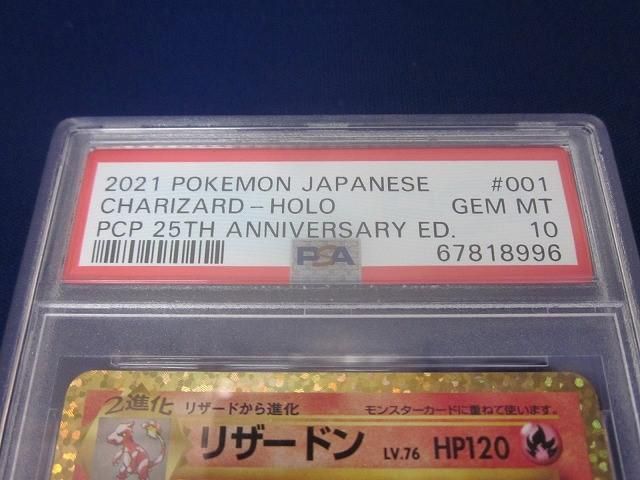 2021 POKEMON JAPANESE #001
CHARIZARD-HOLO GEM MT
PCP 25TH ANNIVERSARY ED. 10
PSA 67818996
2進化 リザードから進化 モンスターカードに重ねて使います。
リザードン LV.76 HP120